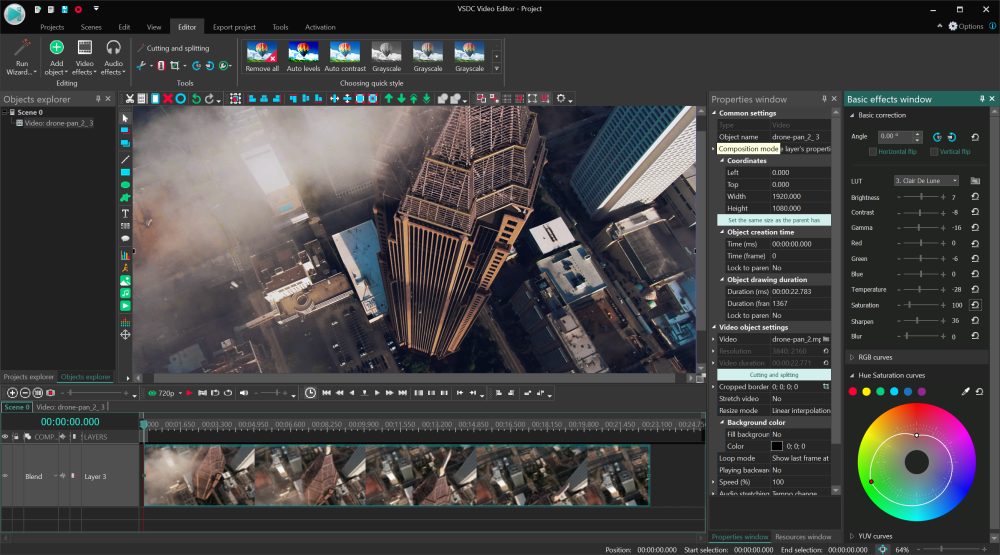 VSDC Video Editor - Project
Projects Scenes Edit View Editor Export project Tools Activation
Options
Run Wizard...
Add object
Video effects
Audio effects
Cutting and splitting
Remove all Auto levels Auto contrast Grayscale Grayscale Grayscale
Editing Tools Choosing quick style
Objects explorer
Scene 0
Video: drone-pan_2_3
Projects explorer Objects explorer
Properties window
Common settings
Type Video
Object name drone-pan_2_3
Composition mode layer's properti
Coordinates
Left 0.000
Top 0.000
Width 1920.000
Height 1080.000
Set the same size as the parent has
Object creation time
Time (ms) 00:00:00.000
Time (frame) 0
Lock to paren No
Object drawing duration
Duration (ms) 00:00:22.783
Duration (fran 1367
Lock to paren No
Video object settings
Video drone-pan_2.mp
Resolution 3840; 2160
Video duration 00:00:22.771
Cutting and splitting
Cropped border 0; 0; 0; 0
Stretch video No
Resize mode Linear interpolation
Background color
Fill backgroun No
Color 0; 0; 0
Loop mode Show last frame at
Playing backwar No
Speed (%) 100
Audio stretching Tempo change
Properties window Resources window
Basic effects window
Basic correction
Angle 0.00 °
Horizontal flip Vertical flip
LUT 3. Clair De Lune
Brightness 7
Contrast -8
Gamma -16
Red 0
Green -6
Blue 0
Temperature -28
Saturation 100
Sharpen 36
Blur 0
RGB curves
Hue Saturation curves
YUV curves
720p
Scene 0 Video: drone-pan_2_3
00:00:00.000
00:01.650 00:03.300 00:04.950 00:06.600 00:08.250 00:09.900 00:11.550 00:13.200 00:14.850 00:16.500 00:18.150 00:19.800 00:21.450 00:23.100
COMP... LAYERS
Blend Layer 3
Position: 00:00:00.000 Start selection: 00:00:00.000 End selection: 00:00:00.000 64%